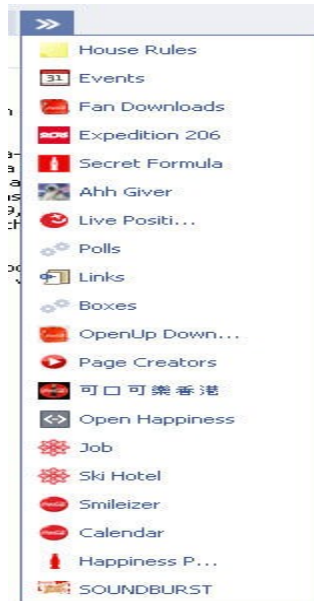 »
House Rules
31 Events
Fan Downloads
Expedition 206
Secret Formula
Ahh Giver
Live Positi...
Polls
Links
Boxes
OpenUp Down...
Page Creators
可口可樂香港
<> Open Happiness
Job
Ski Hotel
Smileizer
Calendar
Happiness P...
SOUNDBURST